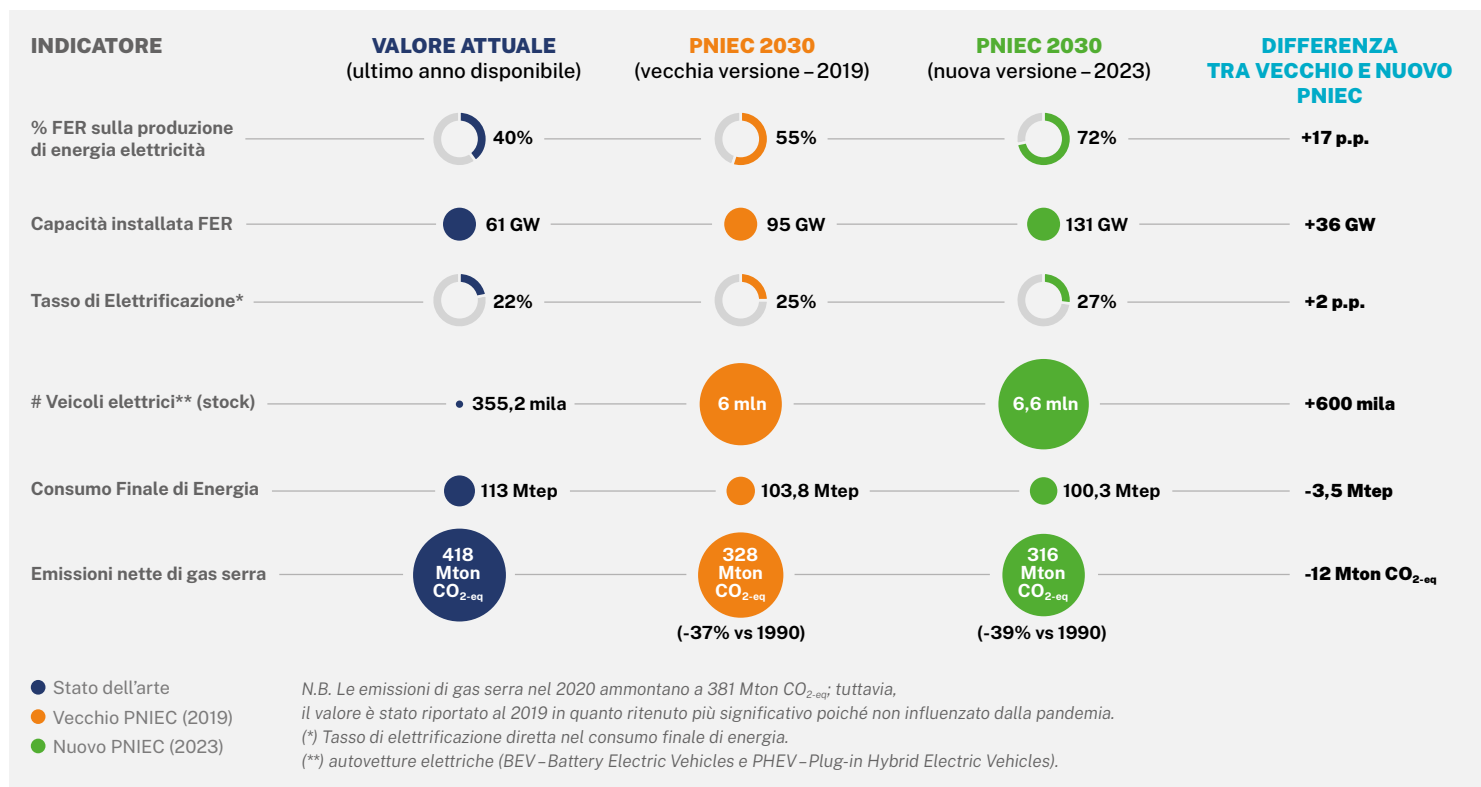 INDICATORE
VALORE ATTUALE
(ultimo anno disponibile)
PNIEC 2030
(vecchia versione – 2019)
PNIEC 2030
(nuova versione – 2023)
DIFFERENZA
TRA VECCHIO E NUOVO
PNIEC
% FER sulla produzione
di energia elettricità
40%
55%
72%
+17 p.p.
Capacità installata FER
61 GW
95 GW
131 GW
+36 GW
Tasso di Elettrificazione*
22%
25%
27%
+2 p.p.
# Veicoli elettrici** (stock)
355,2 mila
6 mln
6,6 mln
+600 mila
Consumo Finale di Energia
113 Mtep
103,8 Mtep
100,3 Mtep
-3,5 Mtep
Emissioni nette di gas serra
418
Mton
CO2-eq
328
Mton
CO2-eq
(-37% vs 1990)
316
Mton
CO2-eq
(-39% vs 1990)
-12 Mton CO2-eq
Stato dell'arte
Vecchio PNIEC (2019)
Nuovo PNIEC (2023)
N.B. Le emissioni di gas serra nel 2020 ammontano a 381 Mton CO2-eq; tuttavia,
il valore è stato riportato al 2019 in quanto ritenuto più significativo poiché non influenzato dalla pandemia.
(*) Tasso di elettrificazione diretta nel consumo finale di energia.
(**) autovetture elettriche (BEV – Battery Electric Vehicles e PHEV – Plug-in Hybrid Electric Vehicles).